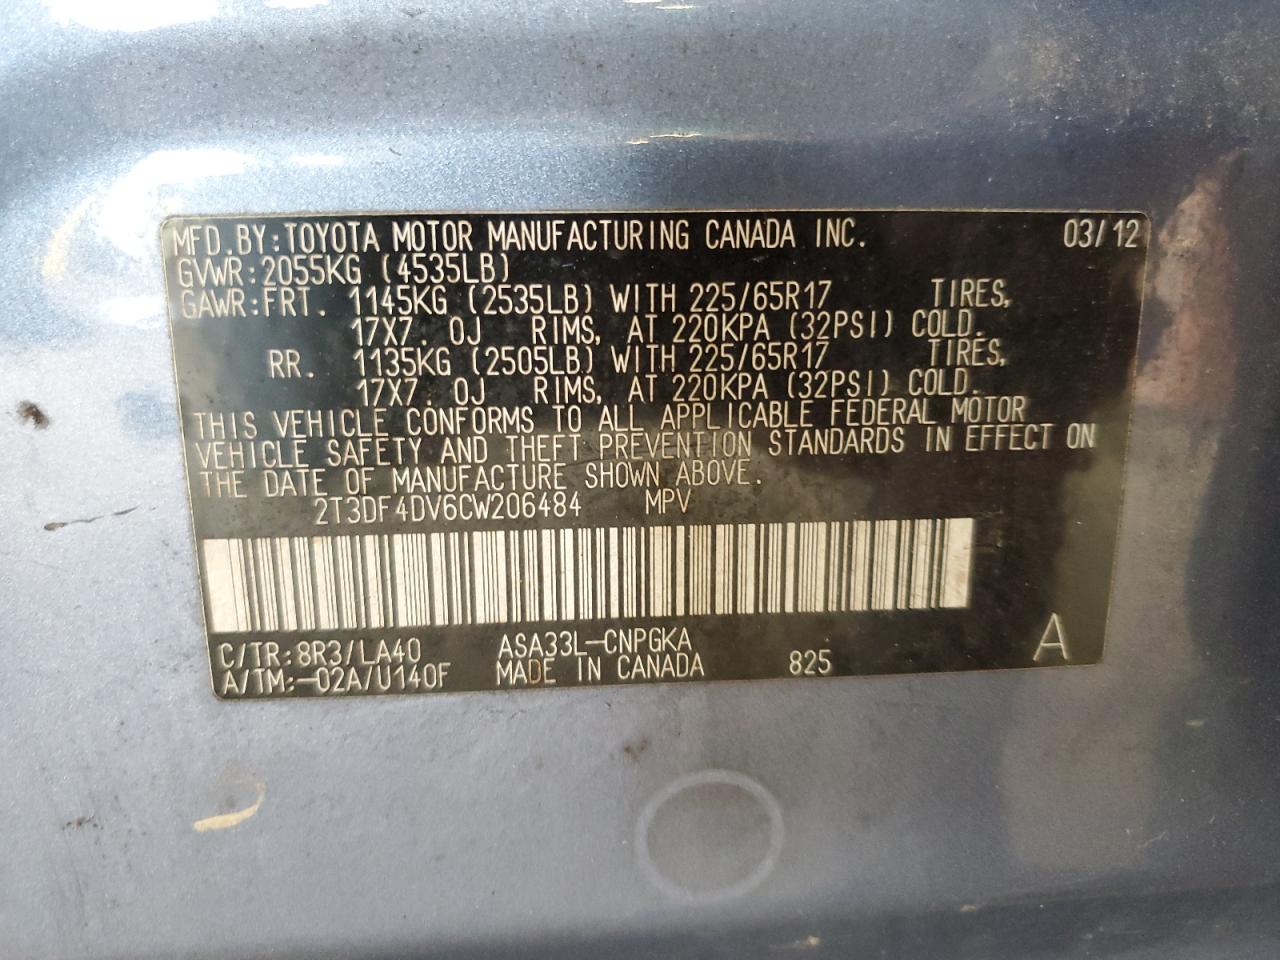 MFD.BY:TOYOTA MOTOR MANUFACTURING CANADA INC. 03/12
GVWR:2055KG (4535LB)
GAWR:FRT. 1145KG (2535LB) WITH 225/65R17 TIRES,
17X7.0J RIMS, AT 220KPA (32PSI) COLD.
RR. 1135KG (2505LB) WITH 225/65R17 TIRES,
17X7.0J RIMS, AT 220KPA (32PSI) COLD.
THIS VEHICLE CONFORMS TO ALL APPLICABLE FEDERAL MOTOR
VEHICLE SAFETY AND THEFT PREVENTION STANDARDS IN EFFECT ON
THE DATE OF MANUFACTURE SHOWN ABOVE.
2T3DF4DV6CW206484 MPV
C/TR:8R3/LA40 ASA33L-CNPGKA
A/TM:-02A/U140F MADE IN CANADA 825 A